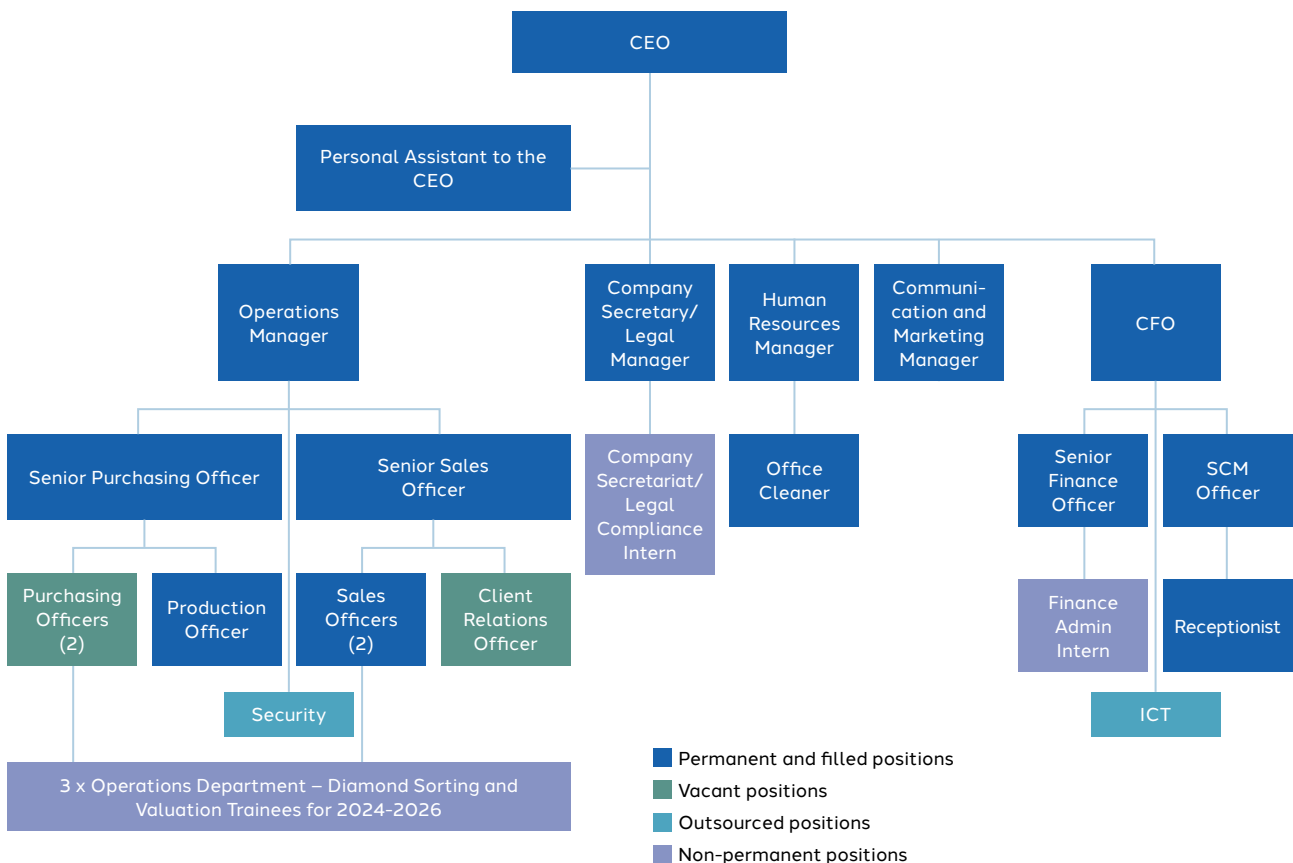 CEO
Personal Assistant to the
CEO
Operations
Manager
Company
Secretary/
Legal
Manager
Human
Resources
Manager
Communi-
cation and
Marketing
Manager
CFO
Senior Purchasing Officer
Senior Sales
Officer
Company
Secretariat/
Legal
Compliance
Intern
Office
Cleaner
Senior
Finance
Officer
SCM
Officer
Purchasing
Officers
(2)
Production
Officer
Sales
Officers
(2)
Client
Relations
Officer
Finance
Admin
Intern
Receptionist
Security
ICT
3 x Operations Department – Diamond Sorting and
Valuation Trainees for 2024-2026
Permanent and filled positions
Vacant positions
Outsourced positions
Non-permanent positions